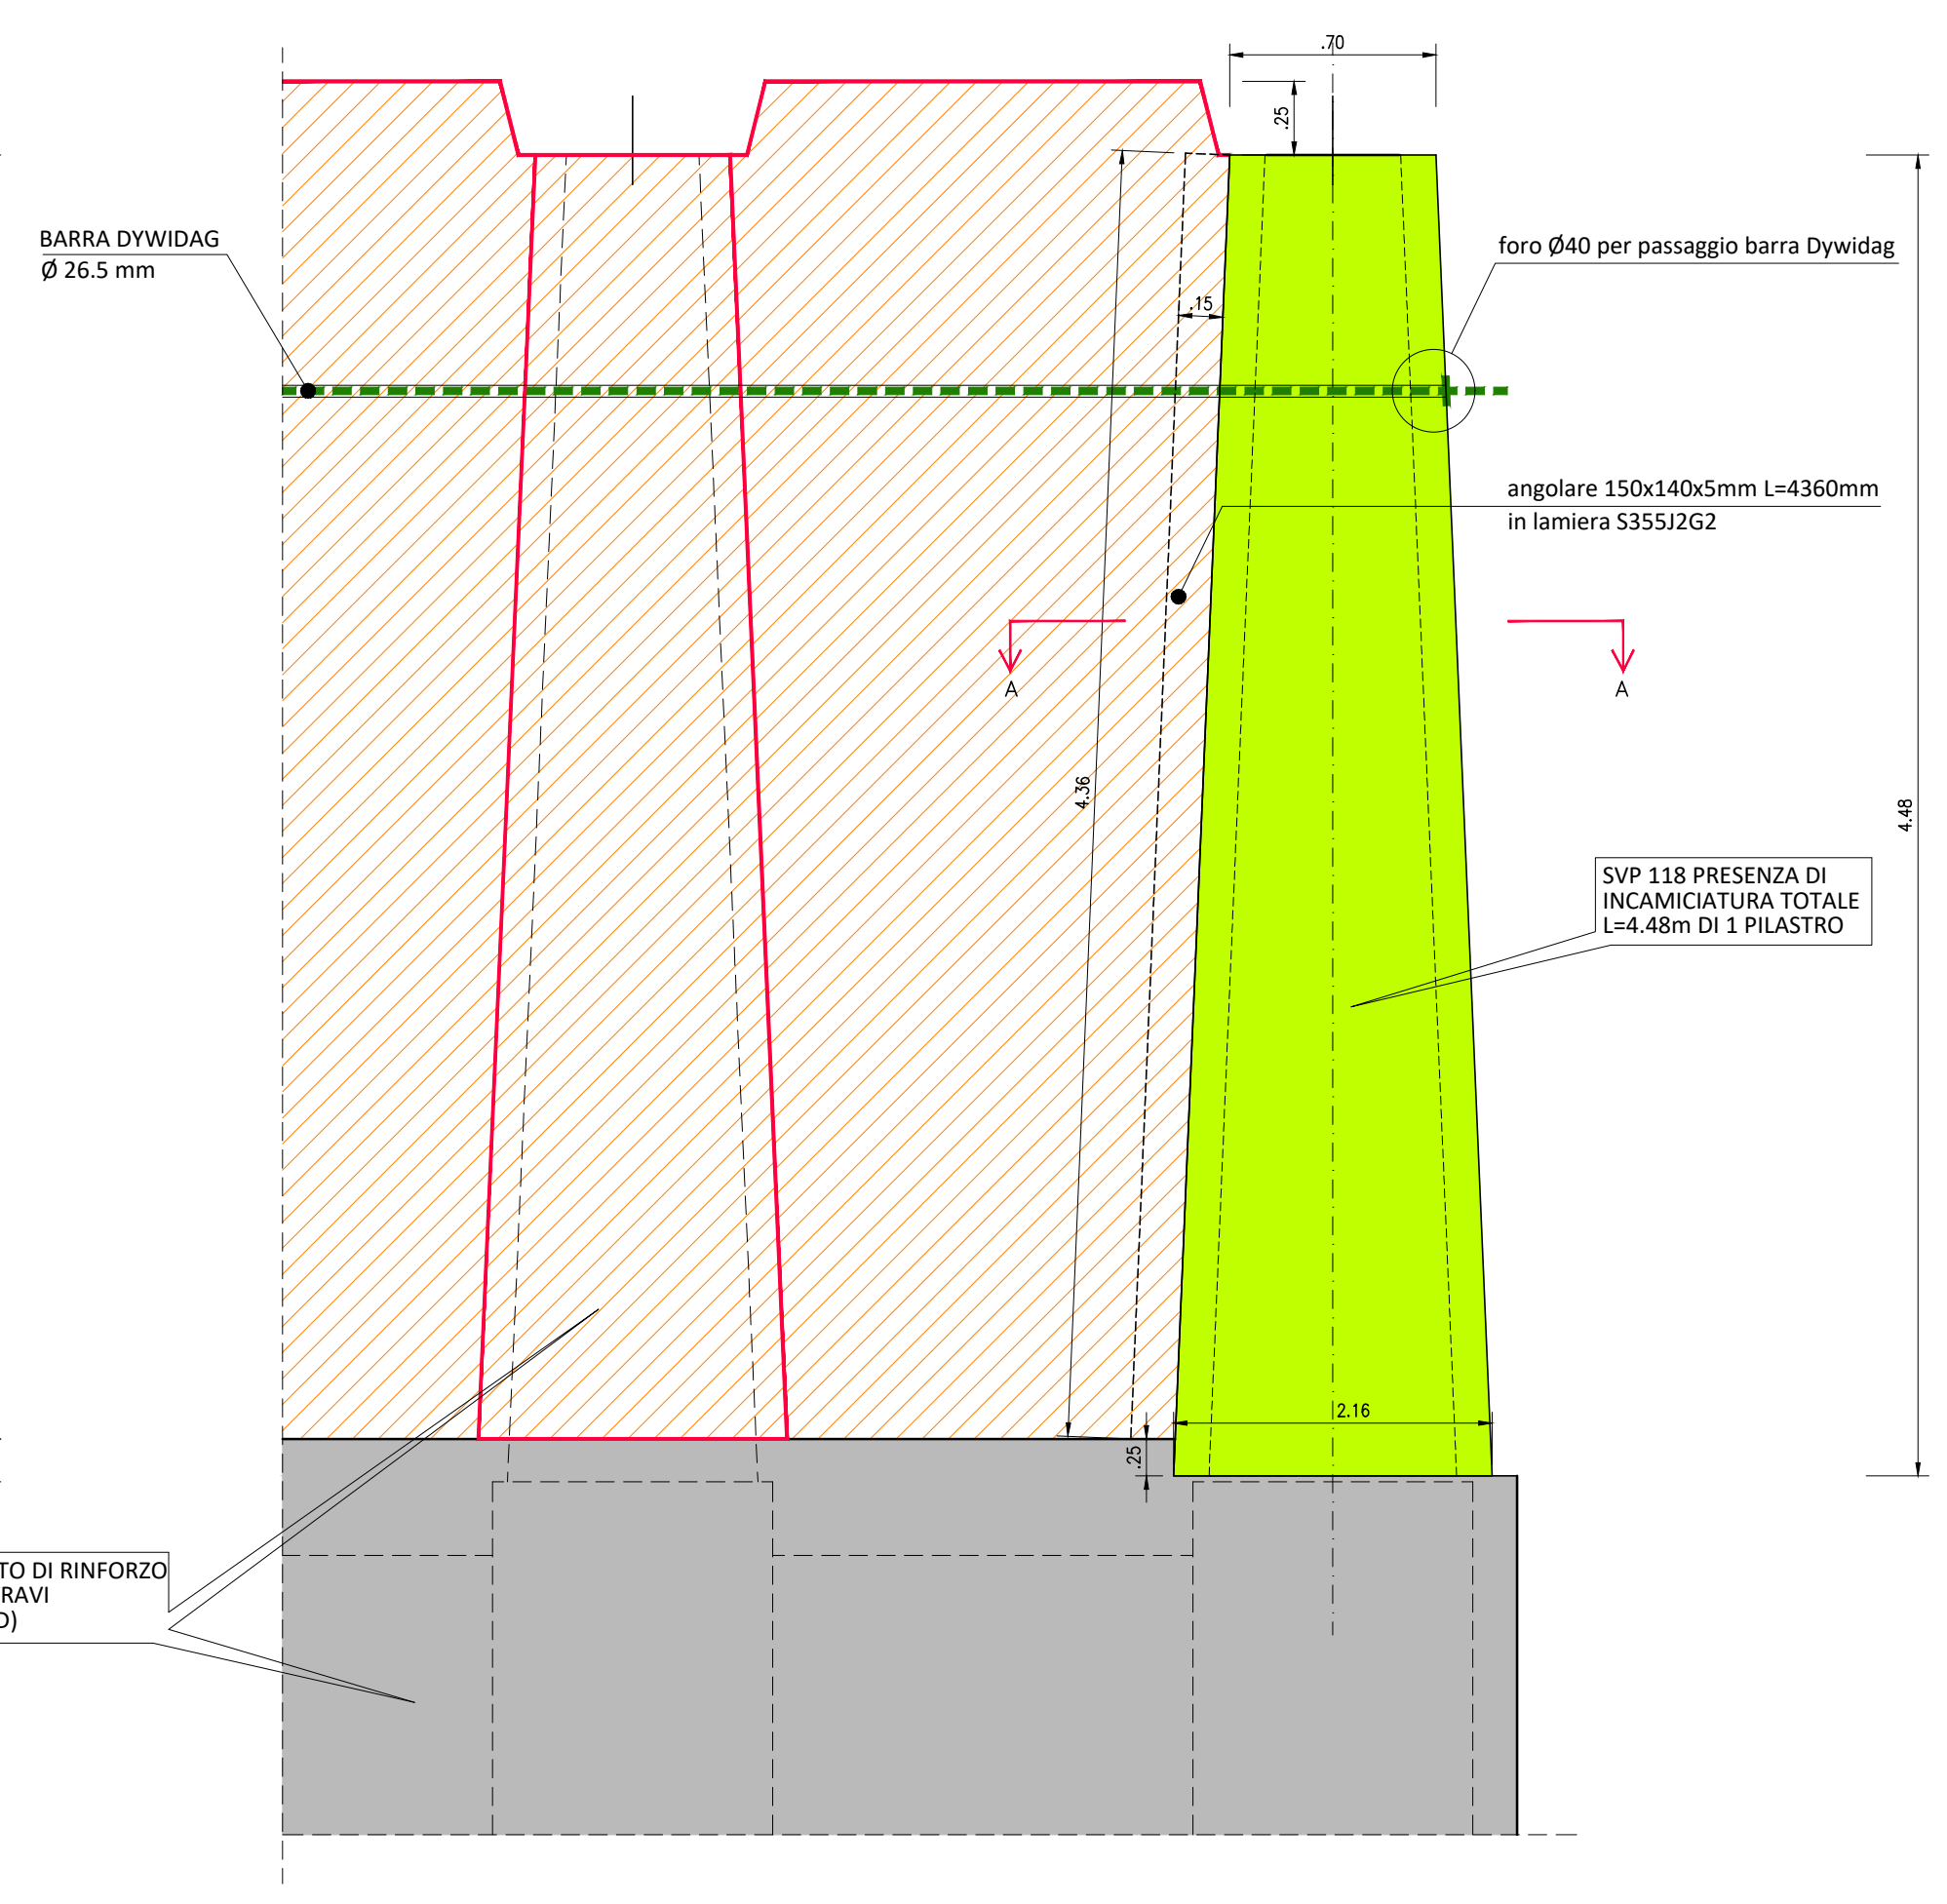 .70
.25
BARRA DYWIDAG
Ø 26.5 mm
foro Ø40 per passaggio barra Dywidag
.15
angolare 150x140x5mm L=4360mm
in lamiera S355J2G2
A
A
4.36
4.48
SVP 118 PRESENZA DI
INCAMICIATURA TOTALE
L=4.48m DI 1 PILASTRO
2.16
.25
TO DI RINFORZO
RAVI
D)